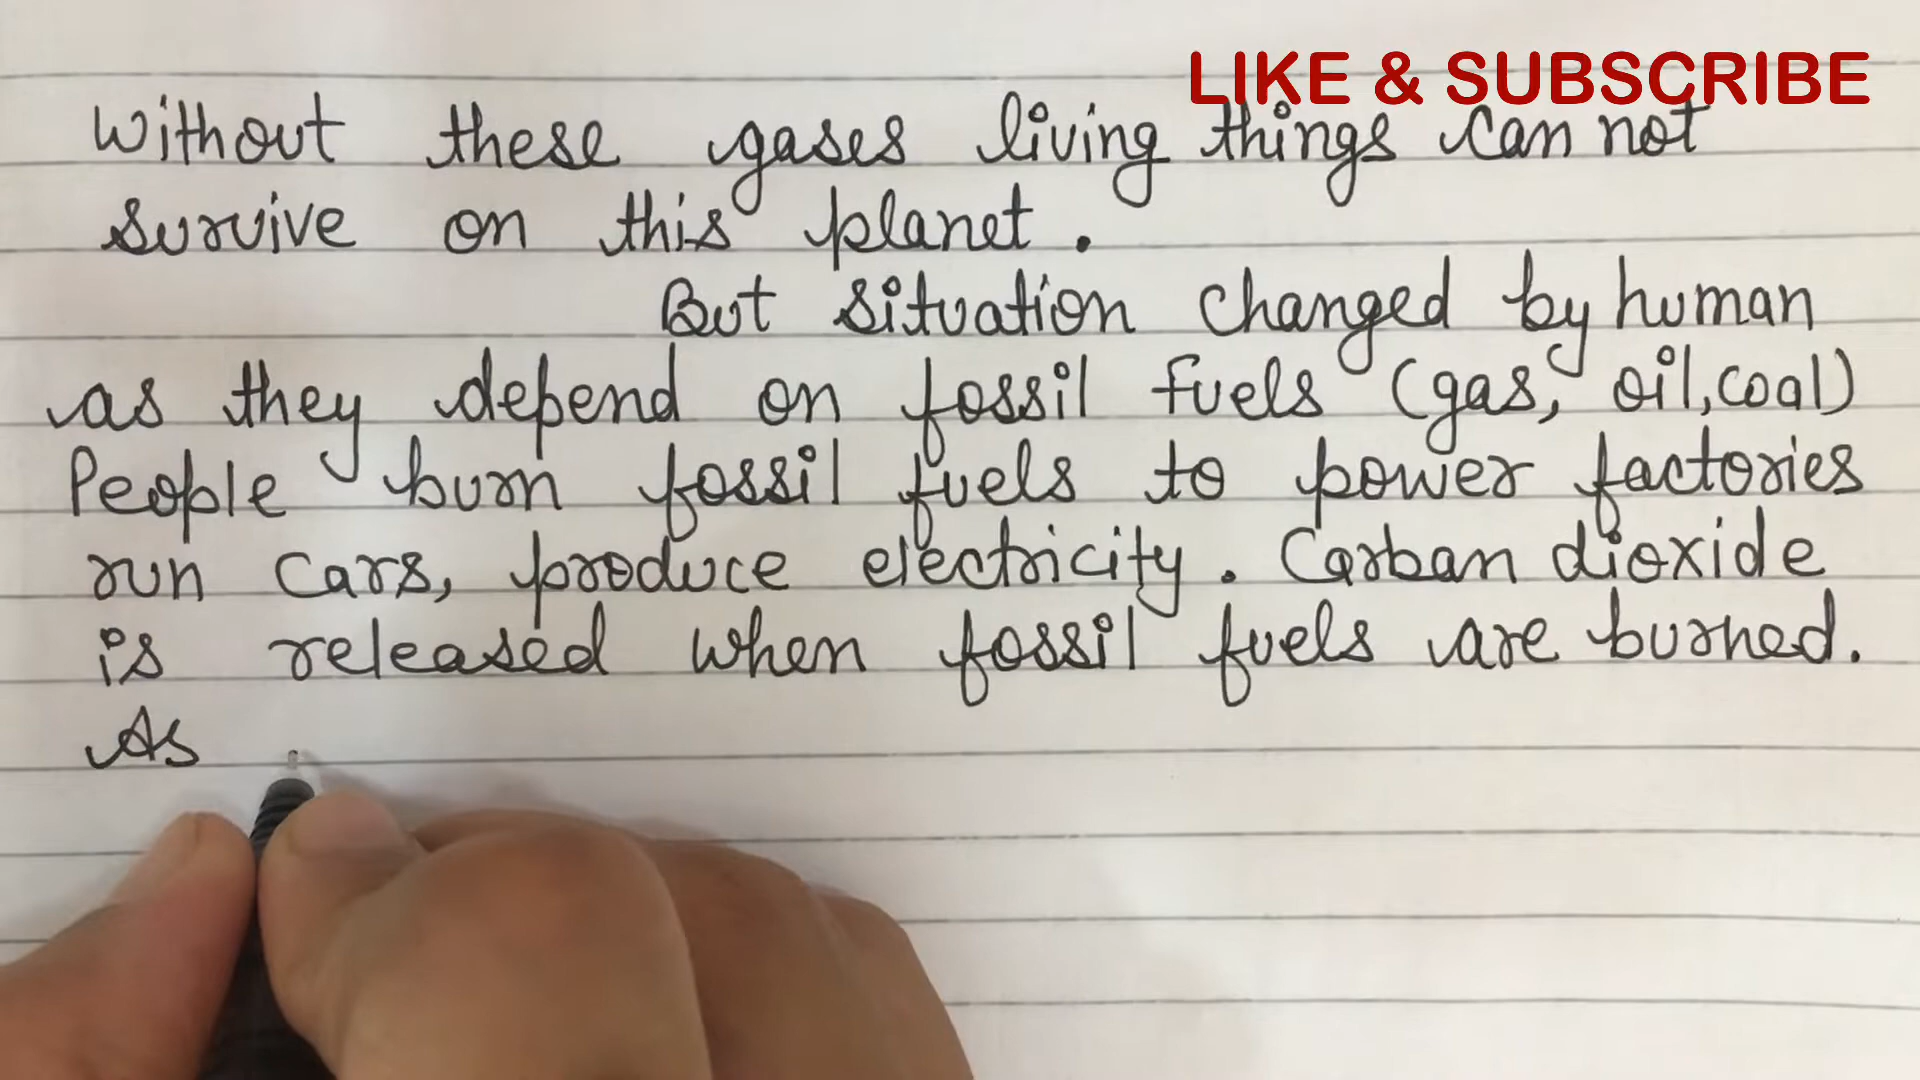 LIKE & SUBSCRIBE
Without these gases living things can not
survive on this planet.
But situation changed by human
as they depend on fossil fuels (gas, oil, coal)
People burn fossil fuels to power factories
run cars, produce electricity. Carban dioxide
is released when fossil fuels are burned.
As